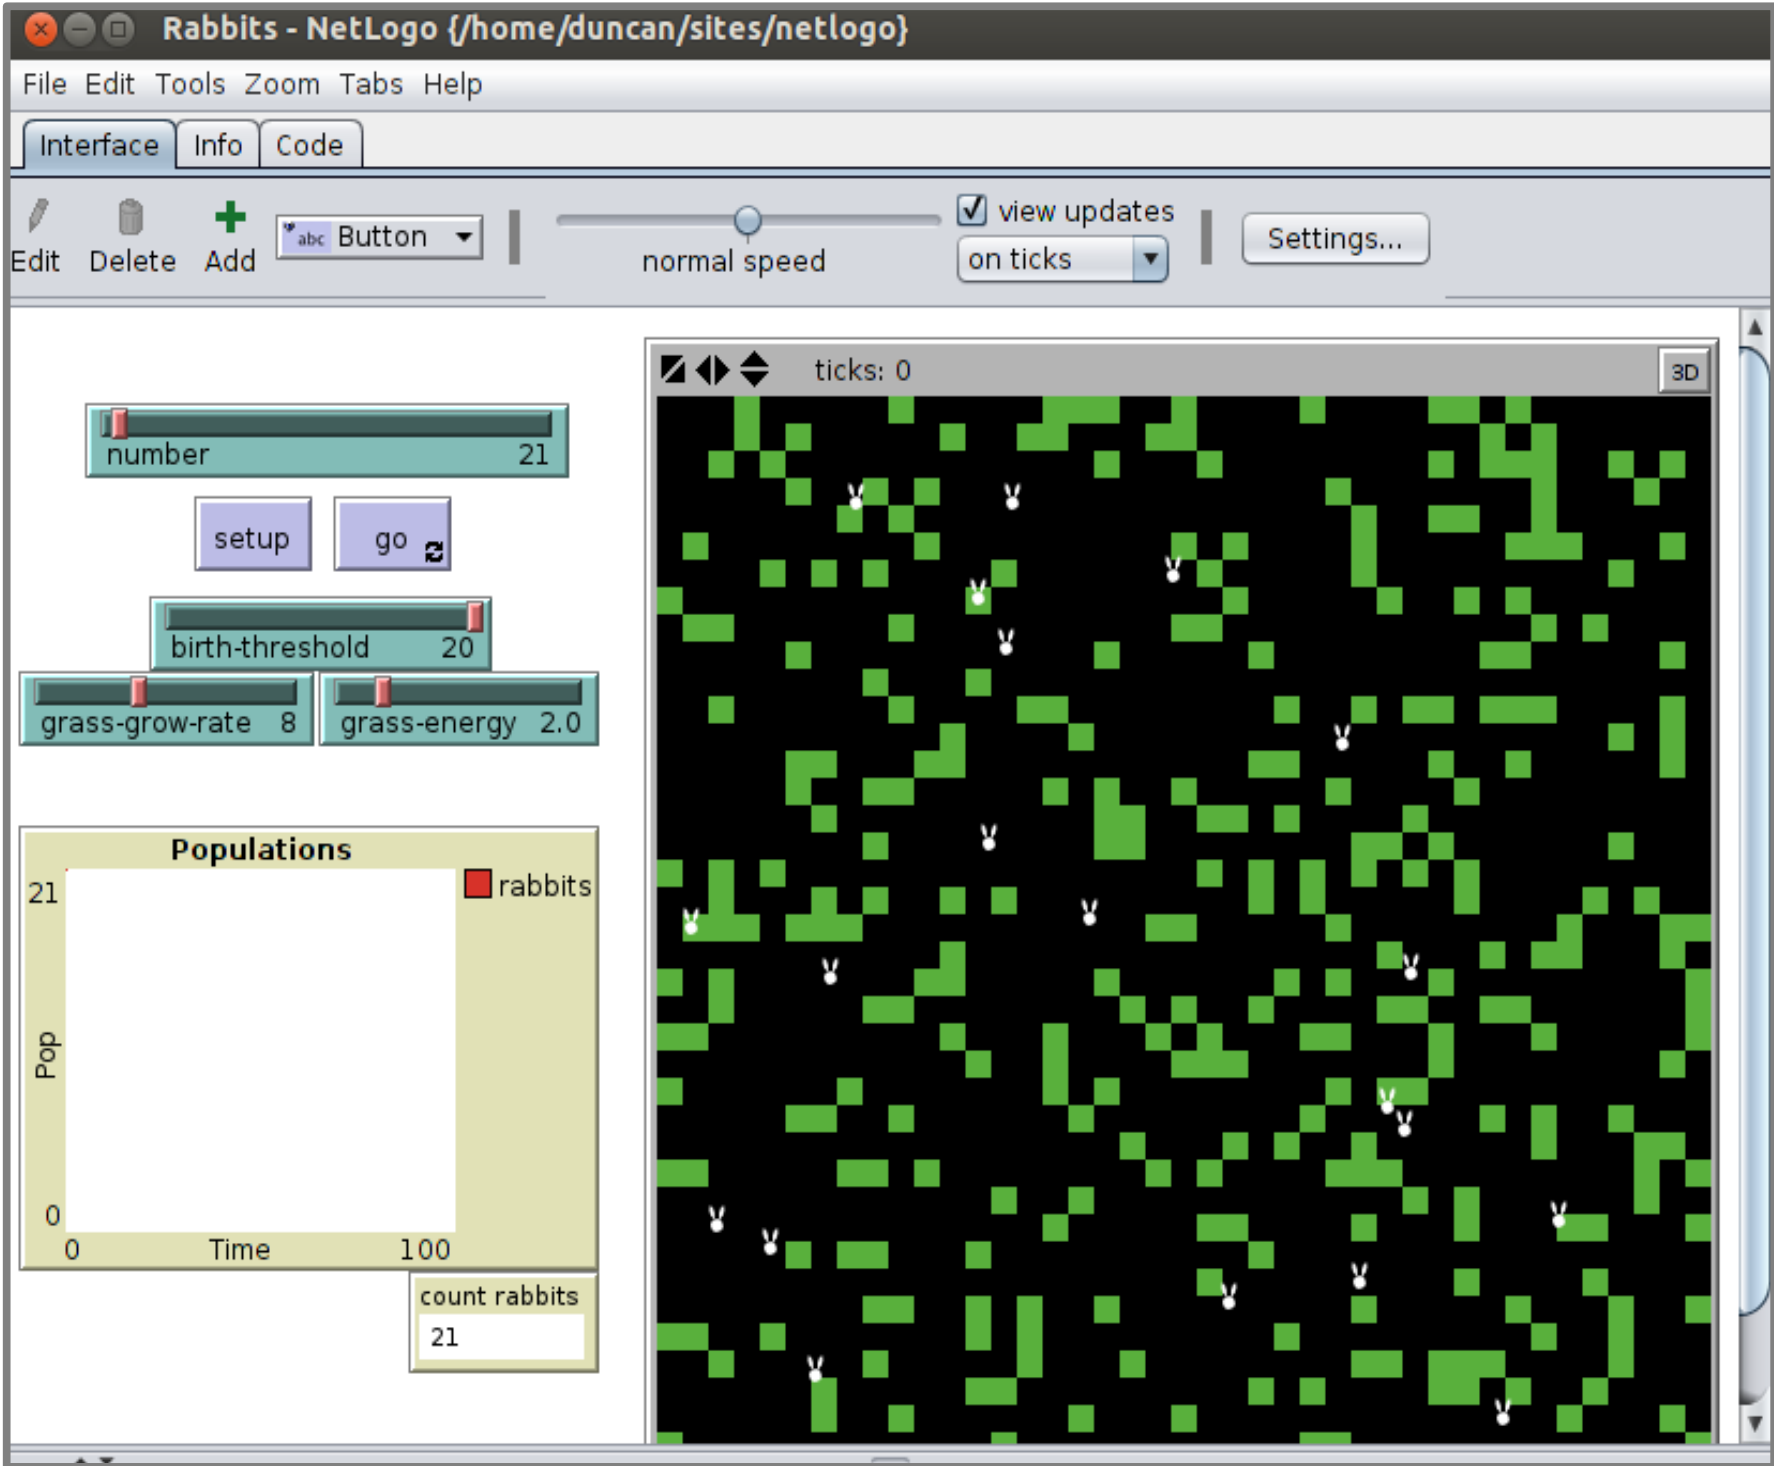 Rabbits - NetLogo {/home/duncan/sites/netlogo}
File Edit Tools Zoom Tabs Help
Interface Info Code
Edit Delete Add abc Button normal speed view updates on ticks Settings...
ticks: 0 3D
number 21
setup go
birth-threshold 20
grass-grow-rate 8 grass-energy 2.0
Populations
21
rabbits
Pop
0
0 Time 100
count rabbits
21